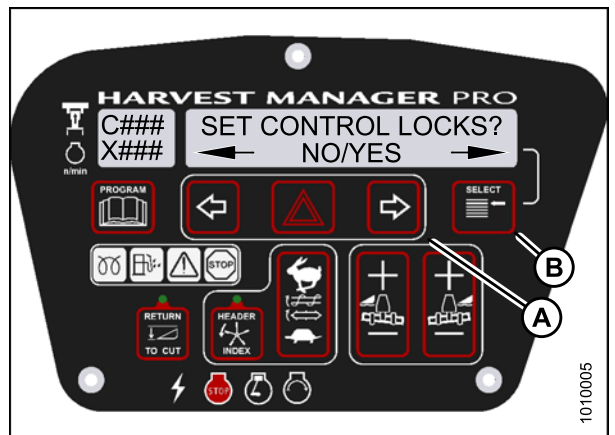 HARVEST MANAGER PRO
C###
X###
n/min
SET CONTROL LOCKS?
NO/YES
PROGRAM
SELECT
B
A
STOP
RETURN
TO CUT
HEADER
INDEX
STOP
1010005